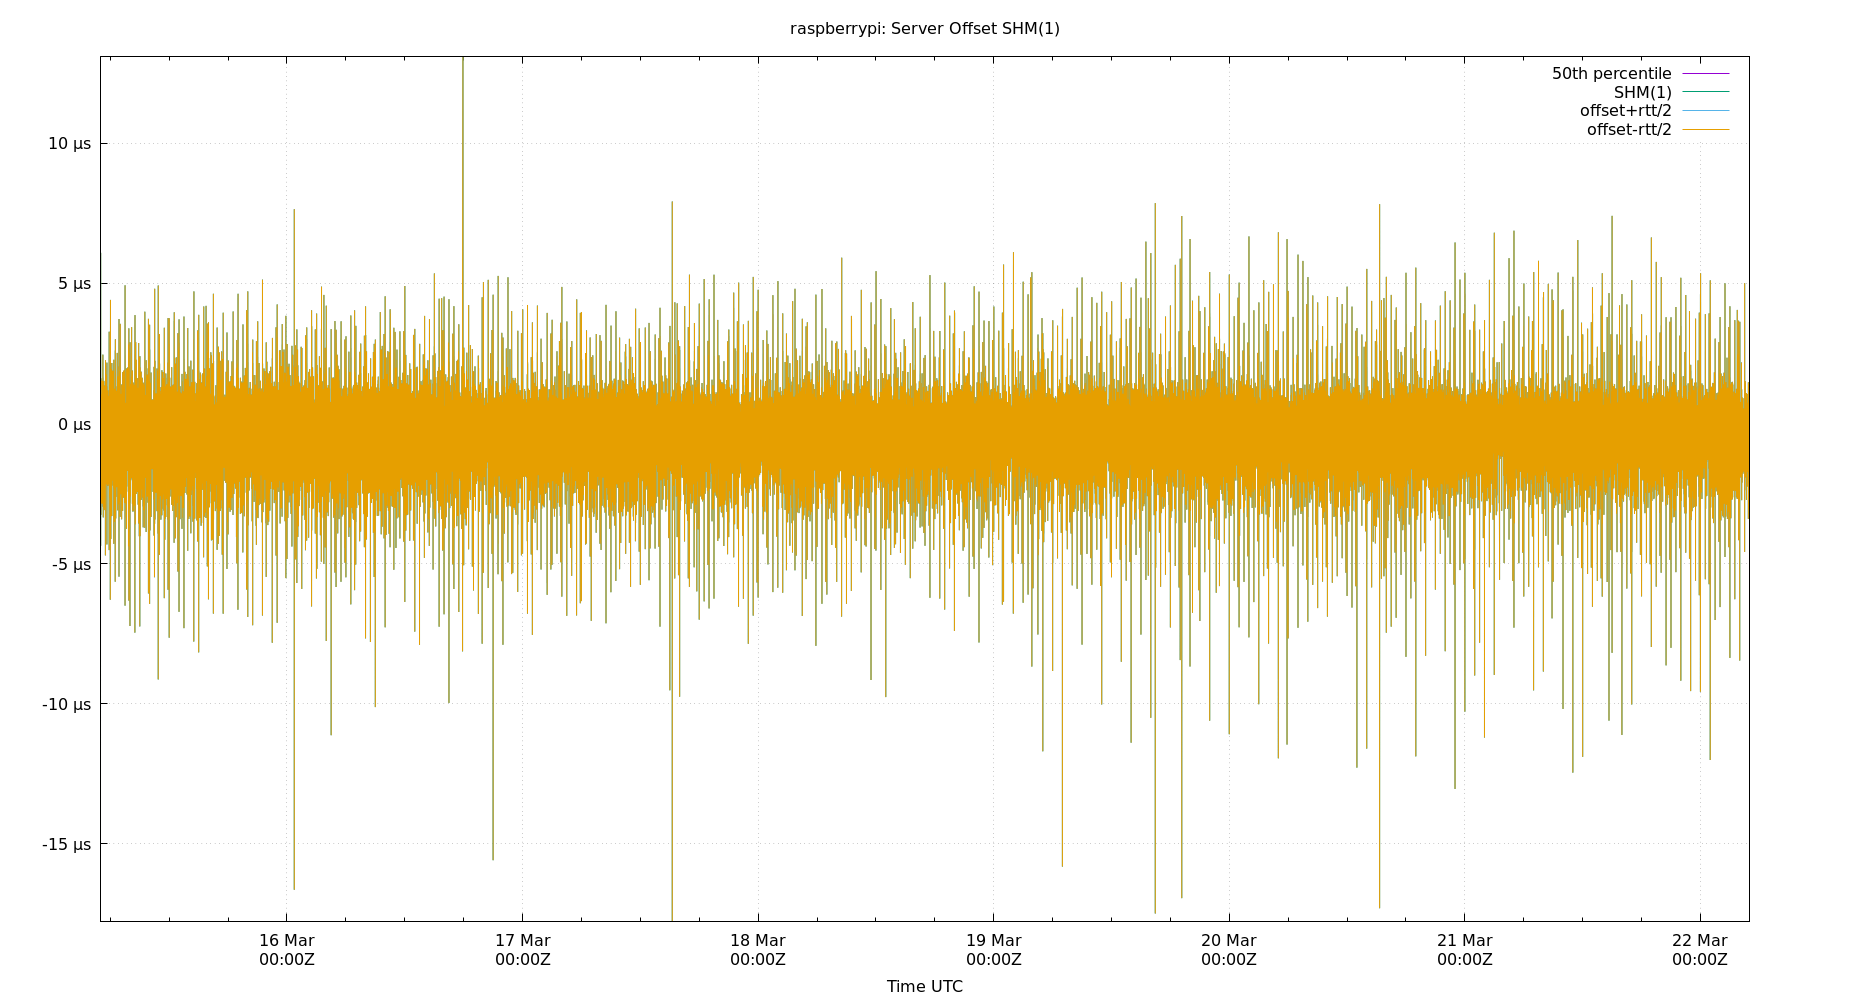 raspberrypi: Server Offset SHM(1)
50th percentile
SHM(1)
offset+rtt/2
offset-rtt/2
10 µs
5 µs
0 µs
-5 µs
-10 µs
-15 µs
16 Mar 17 Mar 18 Mar 19 Mar 20 Mar 21 Mar 22 Mar
00:00Z 00:00Z 00:00Z 00:00Z 00:00Z 00:00Z 00:00Z
Time UTC